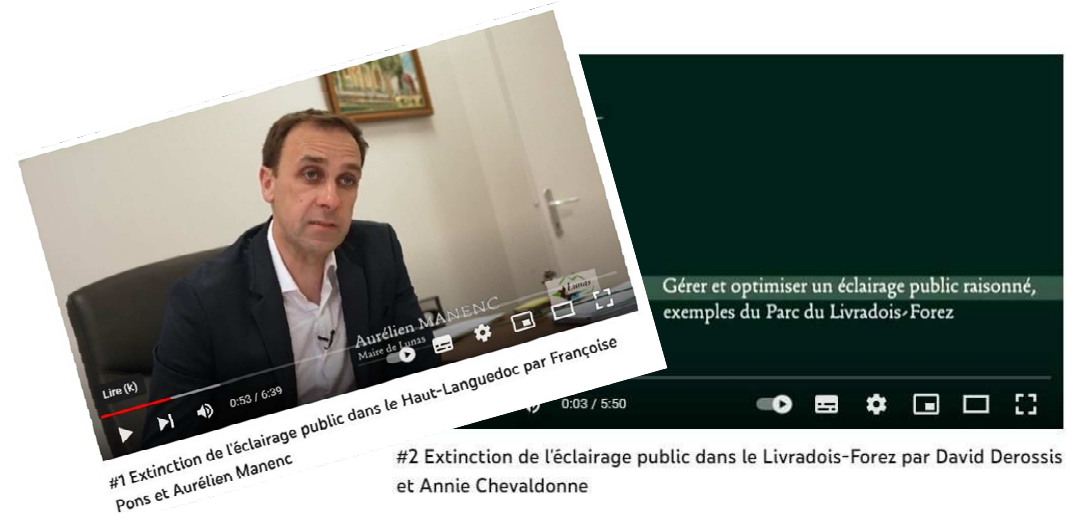 Aurélien MANENC
Maire de Lunas
Lunas
Lire (k)
0:53 / 6:39
#1 Extinction de l'éclairage public dans le Haut-Languedoc par Françoise
Pons et Aurélien Manenc
Gérer et optimiser un éclairage public raisonné,
exemples du Parc du Livradois-Forez
0:03 / 5:50
#2 Extinction de l'éclairage public dans le Livradois-Forez par David Derossis
et Annie Chevaldonne